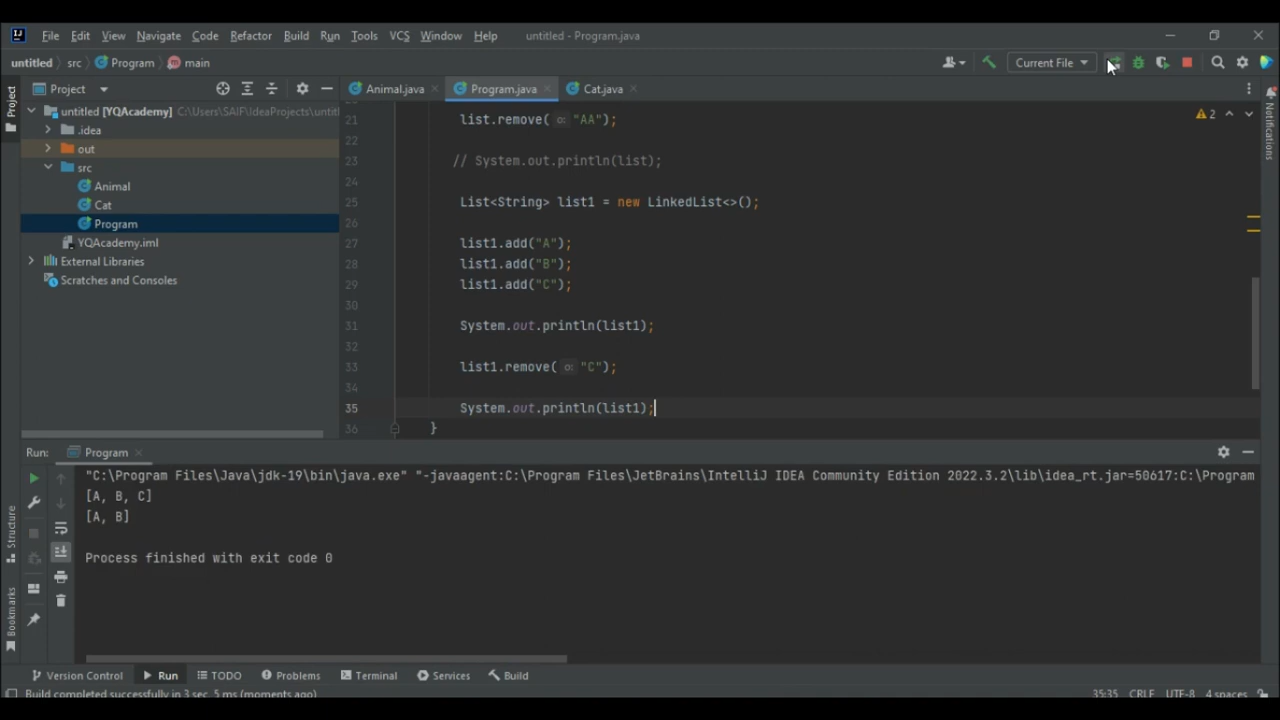 File Edit View Navigate Code Refactor Build Run Tools VCS Window Help untitled - Program.java
untitled src Program main Current File
Project Animal.java Program.java Cat.java
Project
untitled [YQAcademy] C:\Users\SAIF\IdeaProjects\untitl
.idea
out
src
Animal
Cat
Program
YQAcademy.iml
External Libraries
Scratches and Consoles
2
Notifications
21 list.remove( o: "AA");
22
23 // System.out.println(list);
24
25 List<String> list1 = new LinkedList<>();
26
27 list1.add("A");
28 list1.add("B");
29 list1.add("C");
30
31 System.out.println(list1);
32
33 list1.remove( o: "C");
34
35 System.out.println(list1);
36 }
Run: Program
"C:\Program Files\Java\jdk-19\bin\java.exe" "-javaagent:C:\Program Files\JetBrains\IntelliJ IDEA Community Edition 2022.3.2\lib\idea_rt.jar=50617:C:\Program
[A, B, C]
[A, B]
Process finished with exit code 0
Structure
Bookmarks
Version Control Run TODO Problems Terminal Services Build
Build completed successfully in 3 sec, 5 ms (moments ago) 35:35 CRLF UTF-8 4 spaces